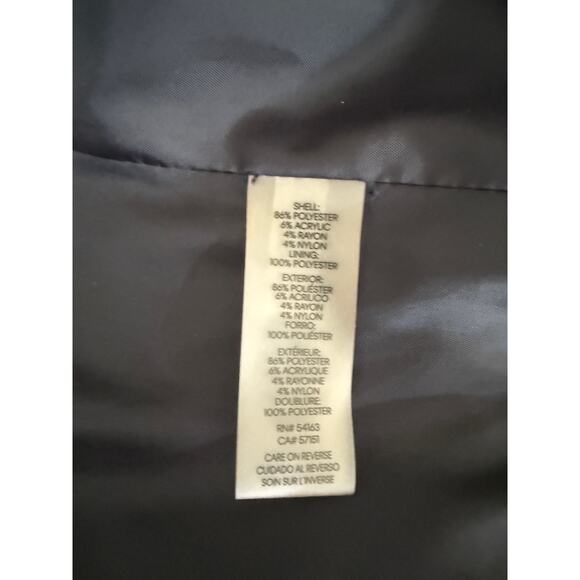 SHELL:
86% POLYESTER
6% ACRYLIC
4% RAYON
4% NYLON
LINING:
100% POLYESTER
EXTERIOR:
86% POLIÉSTER
6% ACRILICO
4% RAYON
4% NYLON
FORRO:
100% POLIÉSTER
EXTÉRIEUR:
86% POLYESTER
6% ACRYLIQUE
4% RAYONNE
4% NYLON
DOUBLURE:
100% POLYESTER
RN# 54163
CA# 57151
CARE ON REVERSE
CUIDADO AL REVERSO
SOIN SUR L'INVERSE